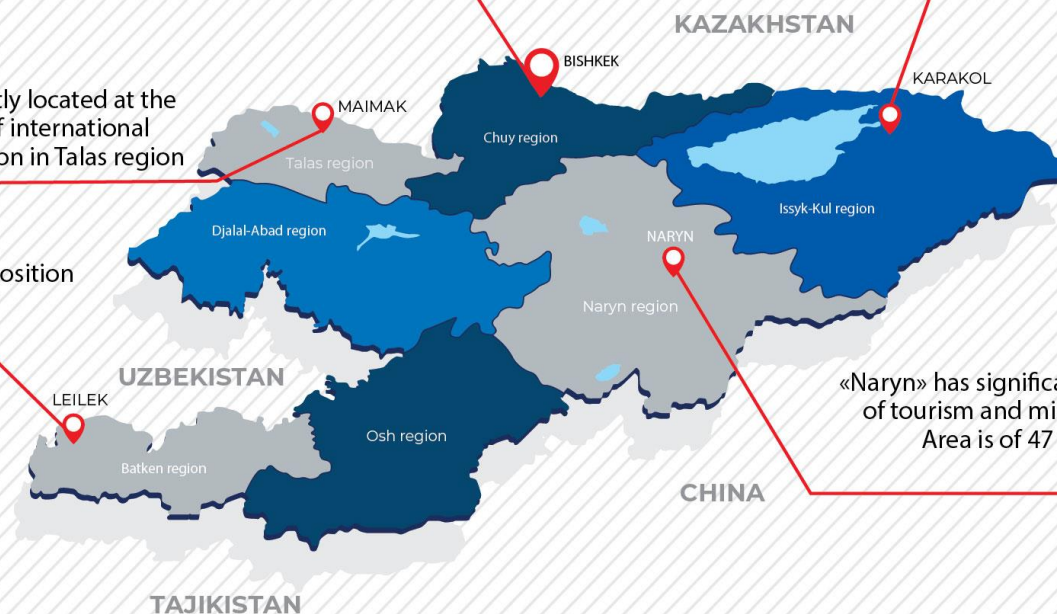 KAZAKHSTAN
BISHKEK
KARAKOL
tly located at the
f international
on in Talas region
MAIMAK
Chuy region
Talas region
Issyk-Kul region
Djalal-Abad region
NARYN
osition
Naryn region
UZBEKISTAN
LEILEK
«Naryn» has signific
of tourism and mi
Area is of 47
Osh region
Batken region
CHINA
TAJIKISTAN